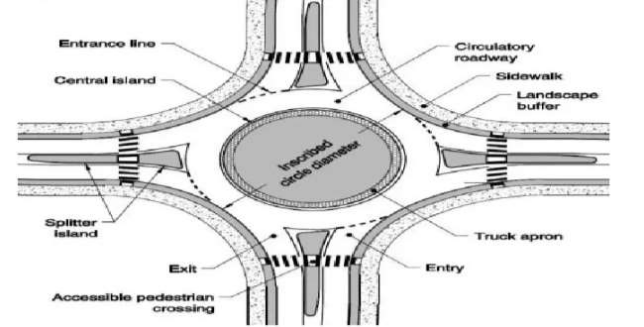 Entrance line
Circulatory
roadway
Central island
Sidewalk
Landscape
buffer
Inscribed
circle diameter
Splitter
island
Truck apron
Exit
Entry
Accessible pedestrian
crossing